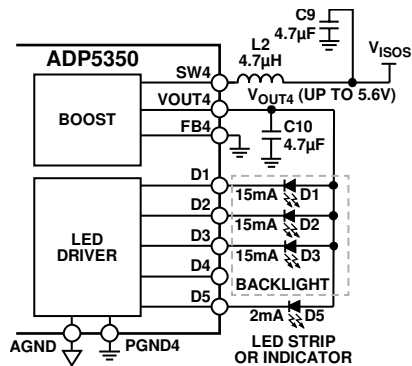 C9
4.7µF
ADP5350
L2
4.7µH
VISOS
SW4
VOUT4
VOUT4 (UP TO 5.6V)
BOOST
FB4
C10
4.7µF
D1
15mA
D1
D2
15mA
D2
LED
DRIVER
D3
15mA
D3
D4
BACKLIGHT
D5
2mA
D5
AGND
PGND4
LED STRIP
OR INDICATOR